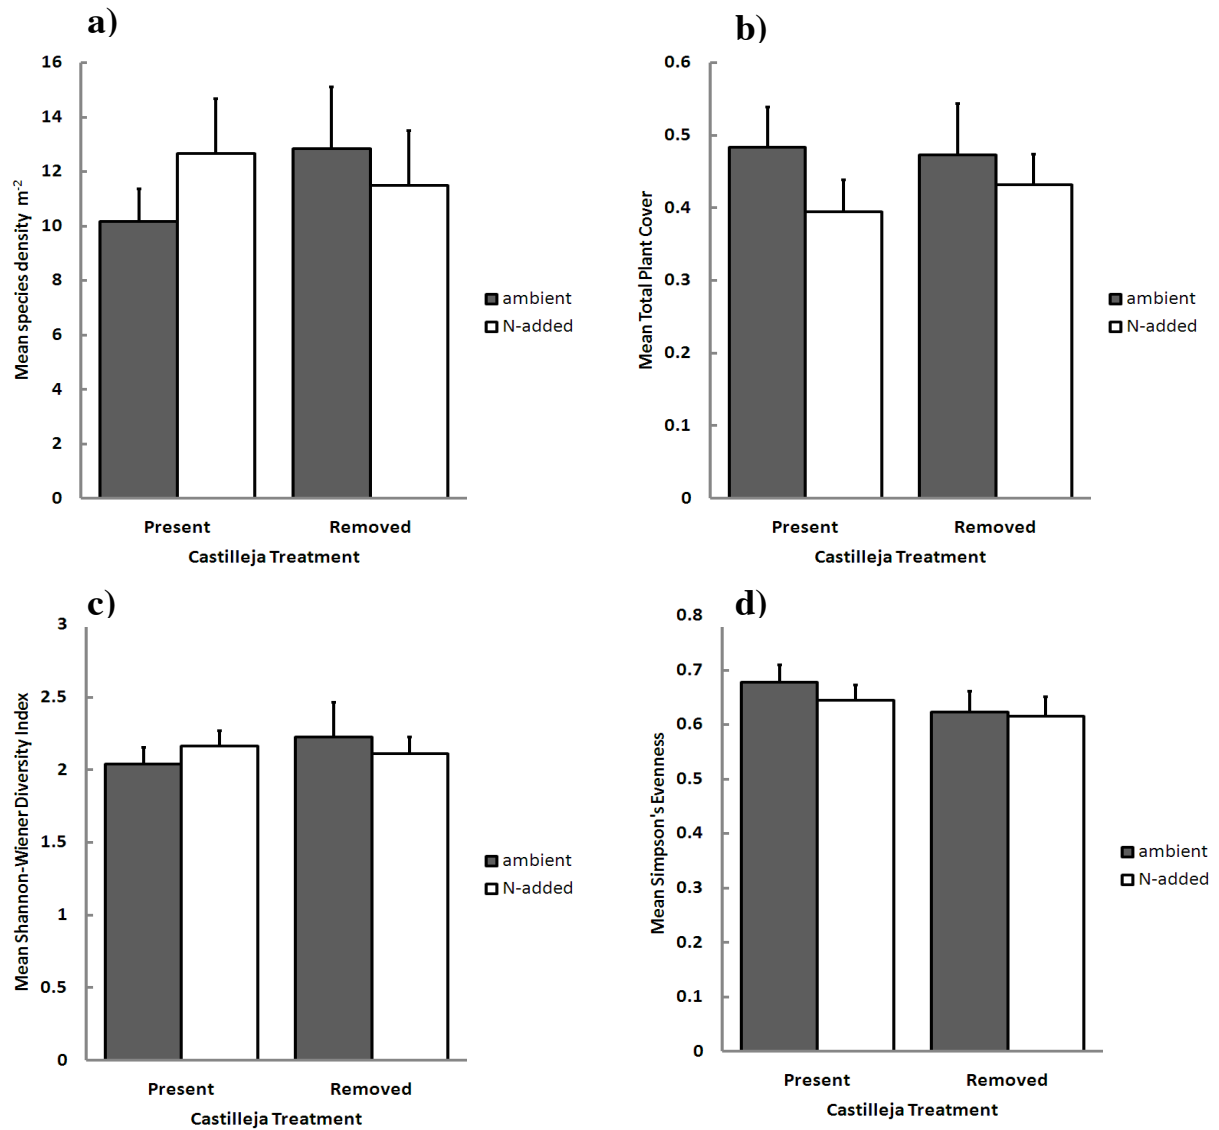 a)
16
14
12
10
8
6
4
2
0
Mean species density m-2
Present Removed
Castilleja Treatment
ambient
N-added
b)
0.6
0.5
0.4
0.3
0.2
0.1
0
Mean Total Plant Cover
Present Removed
Castilleja Treatment
ambient
N-added
c)
3
2.5
2
1.5
1
0.5
0
Mean Shannon-Wiener Diversity Index
Present Removed
Castilleja Treatment
ambient
N-added
d)
0.8
0.7
0.6
0.5
0.4
0.3
0.2
0.1
0
Mean Simpson's Evenness
Present Removed
Castilleja Treatment
ambient
N-added